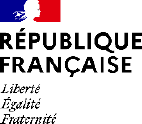 RÉPUBLIQUE
FRANÇAISE
Liberté
Égalité
Fraternité